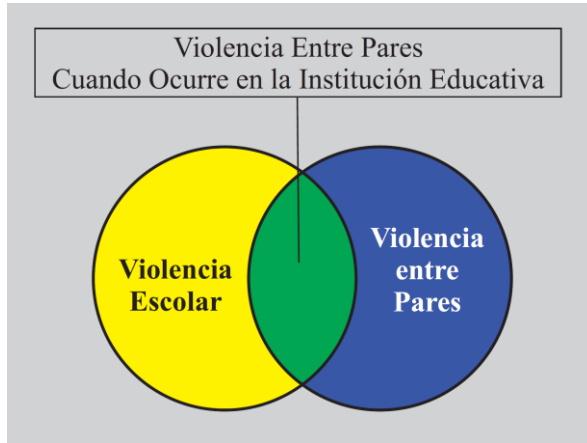 Violencia Entre Pares
Cuando Ocurre en la Institución Educativa
Violencia
Escolar
Violencia
entre
Pares